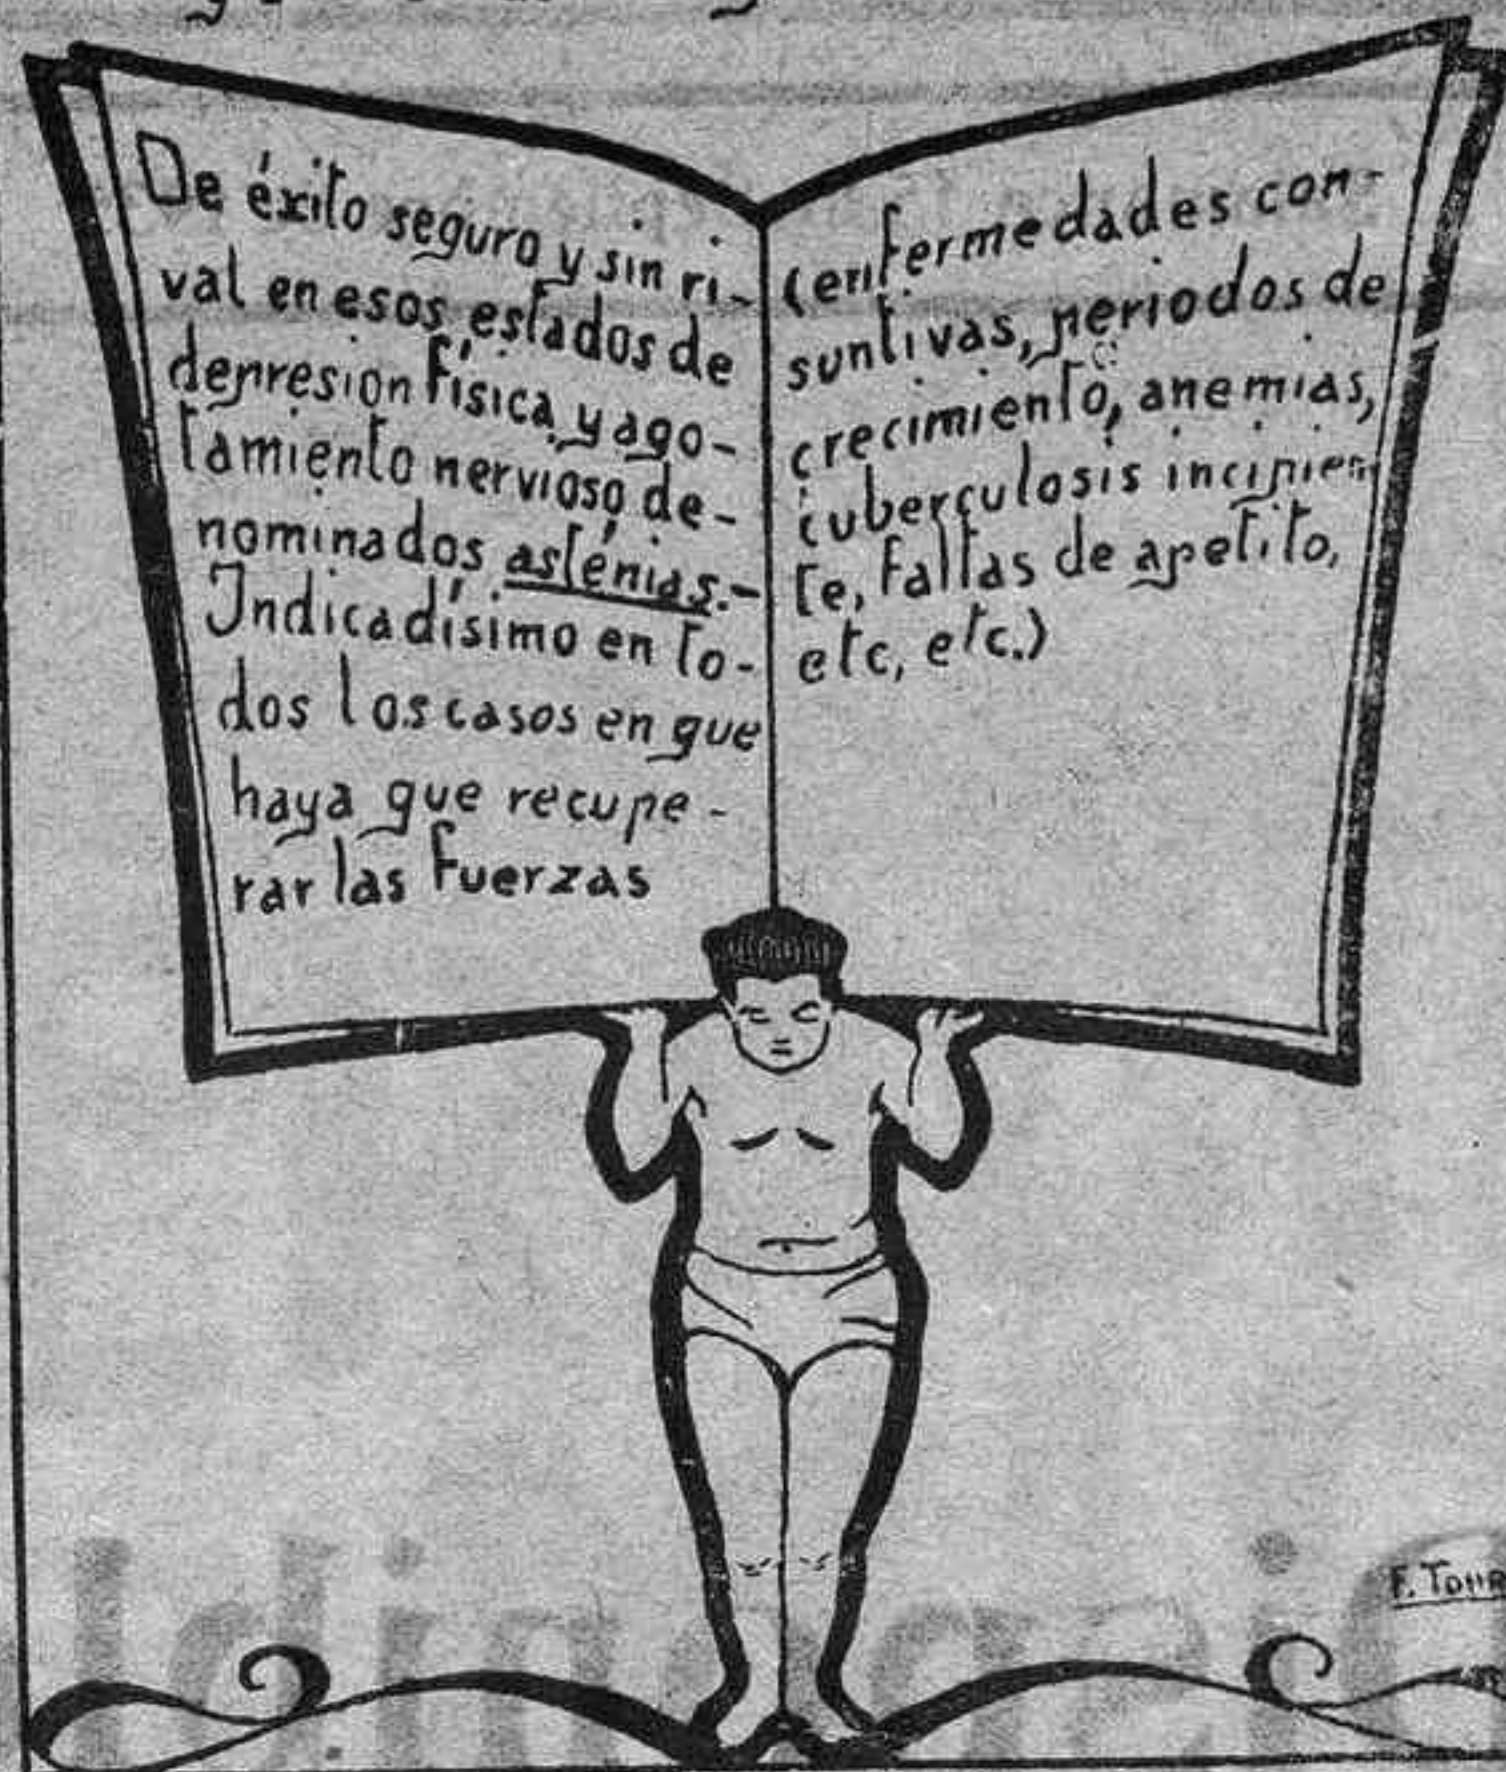 De éxito seguro y sin ri-
val en esos estados de
depresión física y ago-
tamiento nervioso de-
nominados asténias.-
Indicadísimo en to-
dos los casos en que
haya que recupe-
rar las fuerzas
(enfermedades con-
suntivas, periodos de
crecimiento, anemias,
tuberculosis incipien
te, faltas de apetito,
etc, etc.)
F.